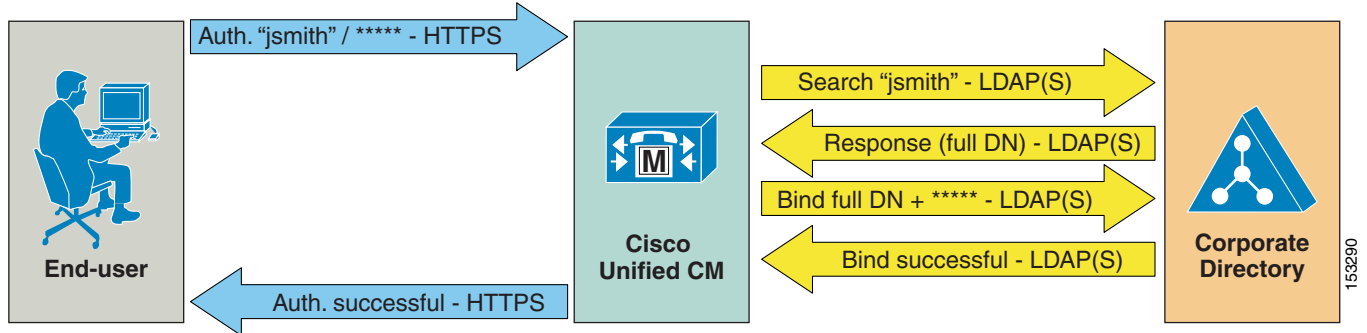 Auth. “jsmith” / ***** - HTTPS
Search “jsmith” - LDAP(S)
Response (full DN) - LDAP(S)
M
Bind full DN + ***** - LDAP(S)
End-user
Cisco
Unified CM
Bind successful - LDAP(S)
Corporate
Directory
Auth. successful - HTTPS
153290